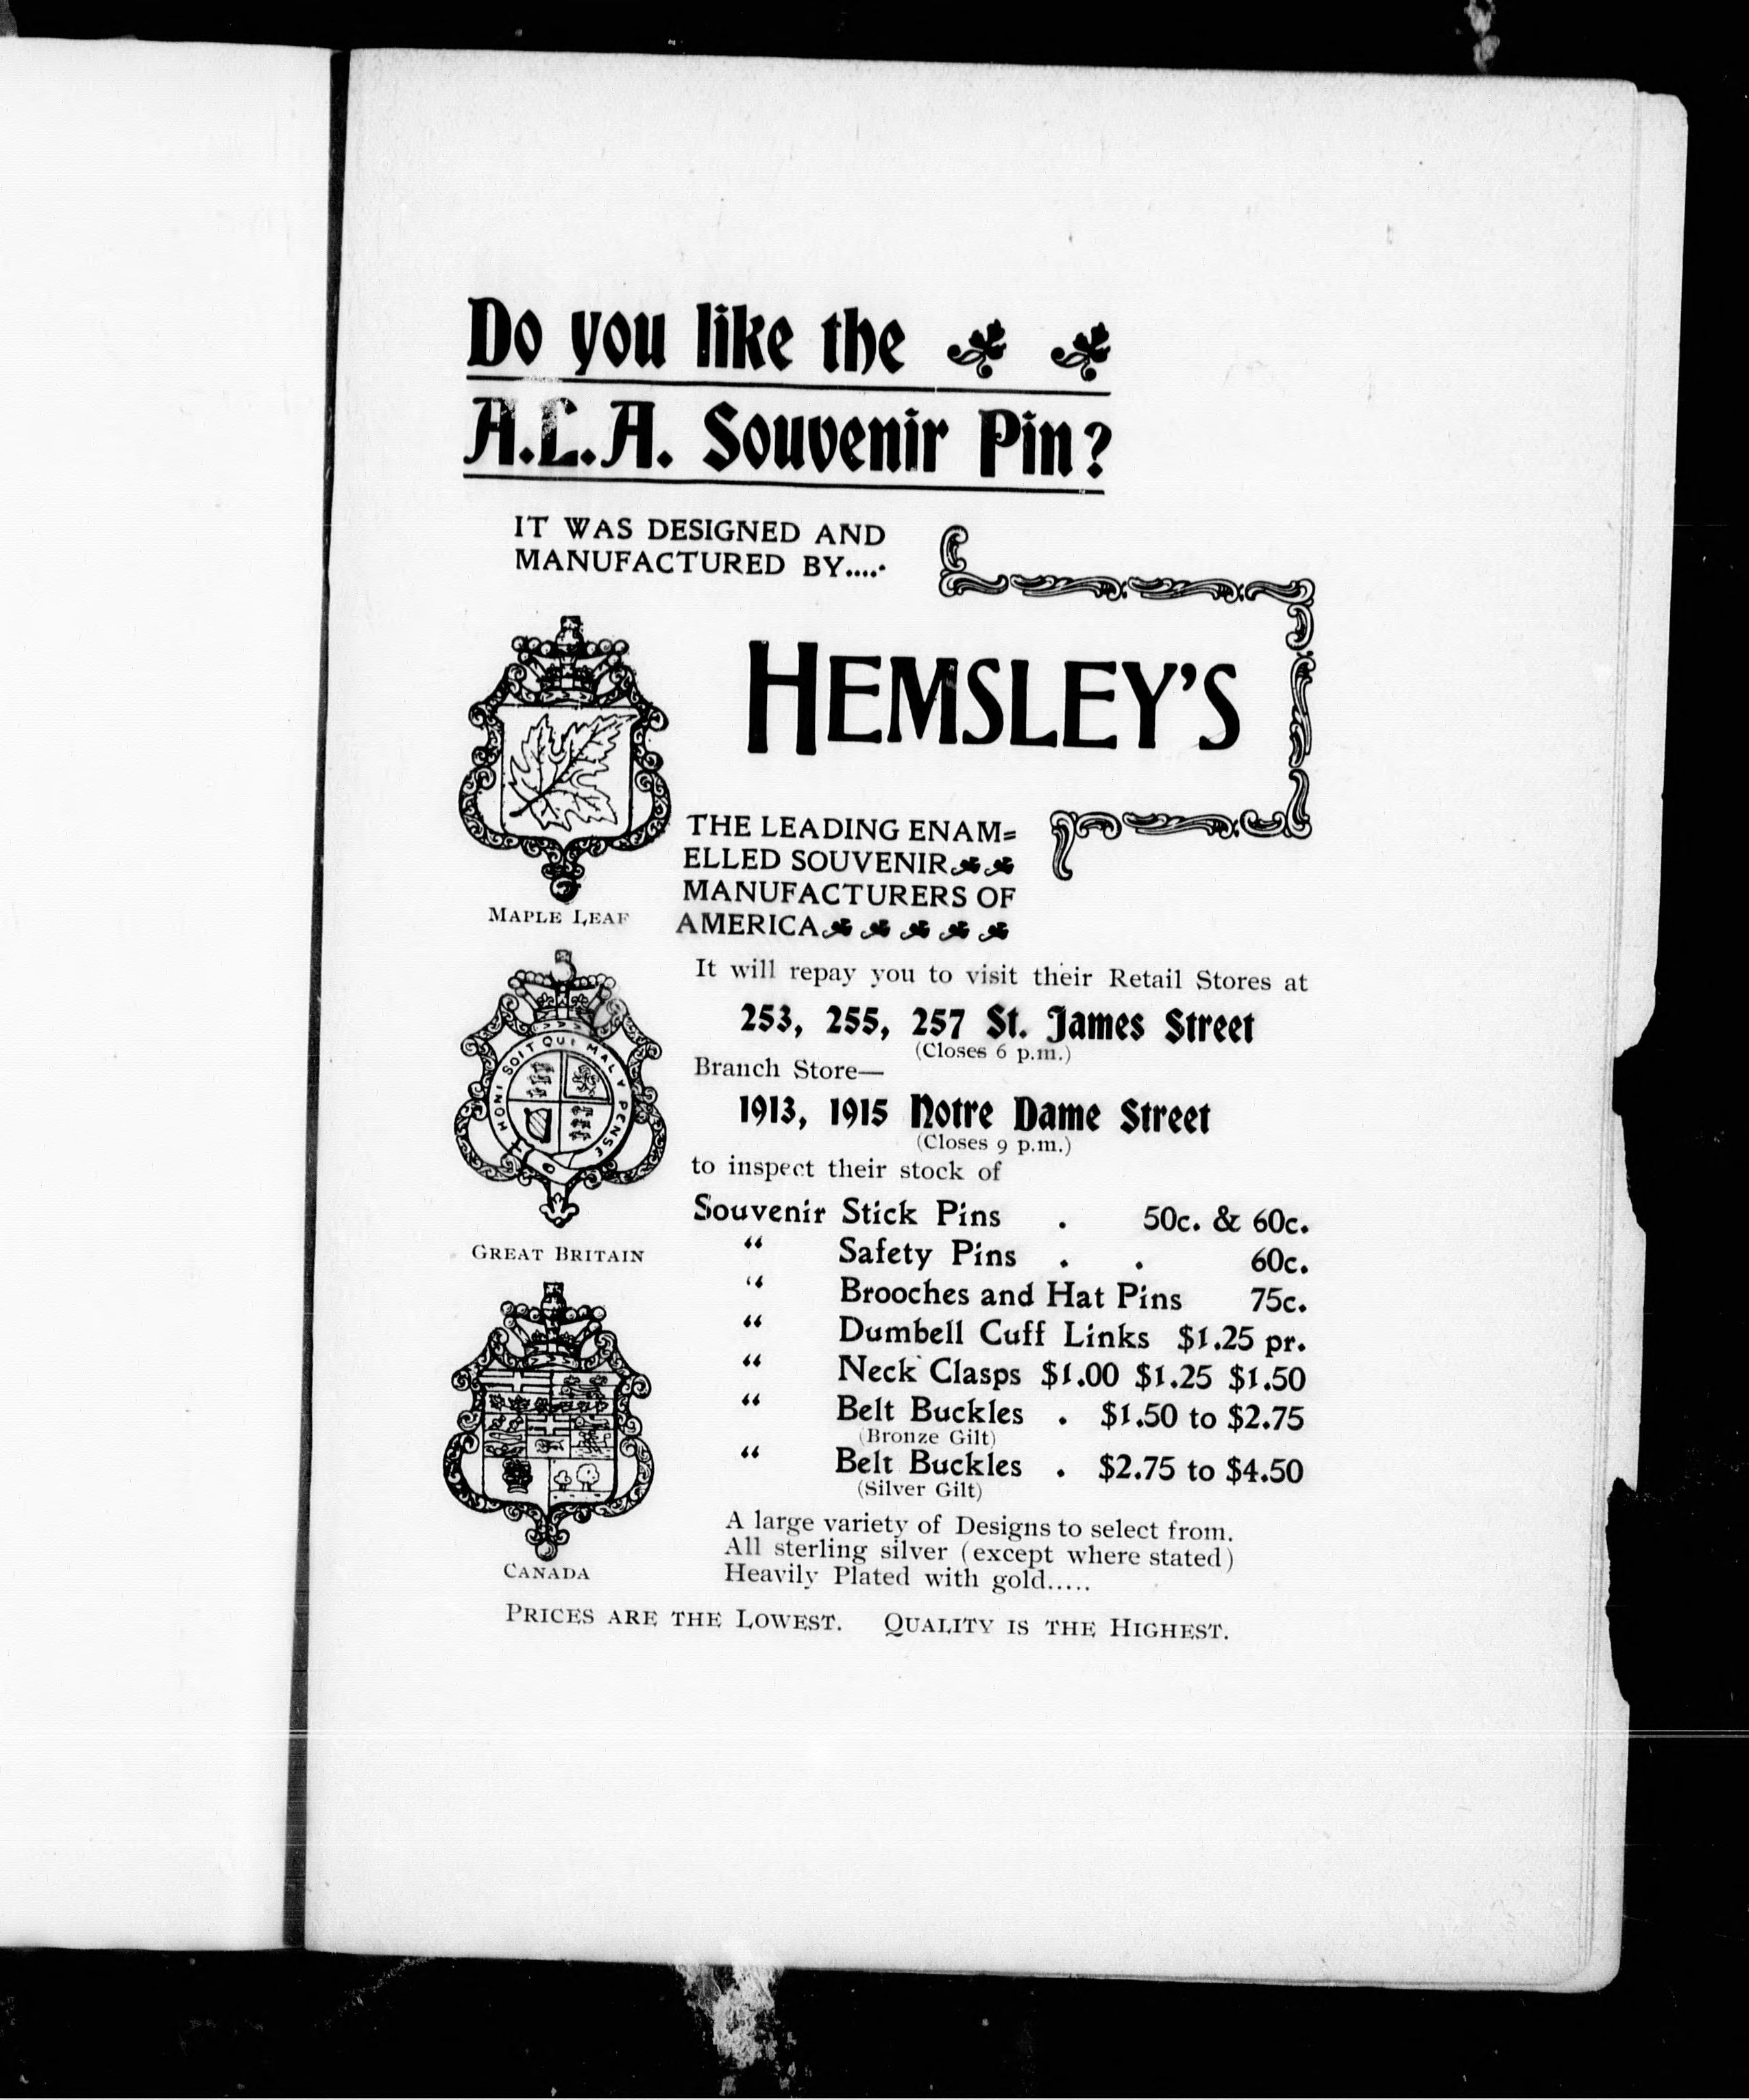 Do you like the
A.L.A. Souvenir Pin?
IT WAS DESIGNED AND
MANUFACTURED BY.....
HEMSLEY'S
THE LEADING ENAM=
ELLED SOUVENIR
MANUFACTURERS OF
AMERICA
MAPLE LEAF
It will repay you to visit their Retail Stores at
253, 255, 257 St. James Street
(Closes 6 p.m.)
Branch Store—
1913, 1915 Notre Dame Street
(Closes 9 p.m.)
to inspect their stock of
HONI SOIT QUI MAL Y PENSE
GREAT BRITAIN
Souvenir Stick Pins . 50c. & 60c.
“ Safety Pins . . 60c.
“ Brooches and Hat Pins 75c.
“ Dumbell Cuff Links $1.25 pr.
“ Neck Clasps $1.00 $1.25 $1.50
“ Belt Buckles . $1.50 to $2.75
(Bronze Gilt)
“ Belt Buckles . $2.75 to $4.50
(Silver Gilt)
CANADA
A large variety of Designs to select from.
All sterling silver (except where stated)
Heavily Plated with gold.....
PRICES ARE THE LOWEST. QUALITY IS THE HIGHEST.